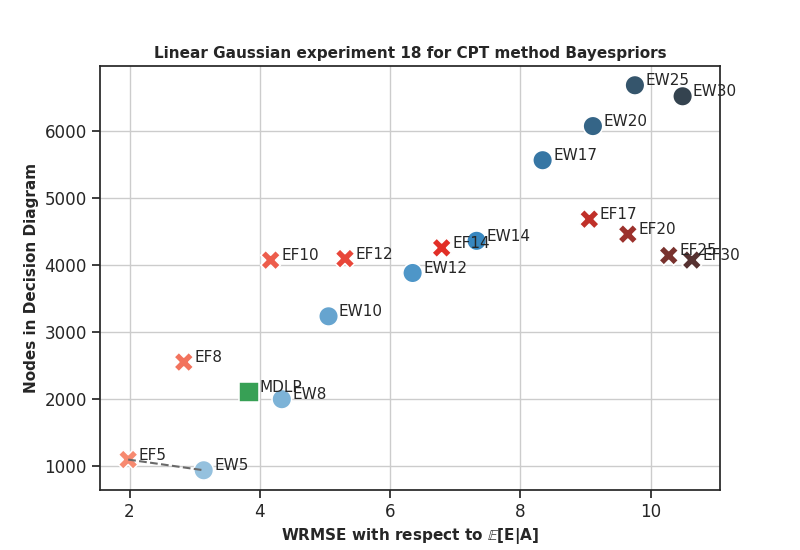 Linear Gaussian experiment 18 for CPT method Bayespriors
Nodes in Decision Diagram
6000
5000
4000
3000
2000
1000
EW25
EW30
EW20
EW17
EF17
EF20
EF14
EW14
EF25
EF30
EF10
EF12
EW12
EW10
EF8
MDLP
EW8
EF5
EW5
2
4
6
8
10
WRMSE with respect to 𝔼[E|A]